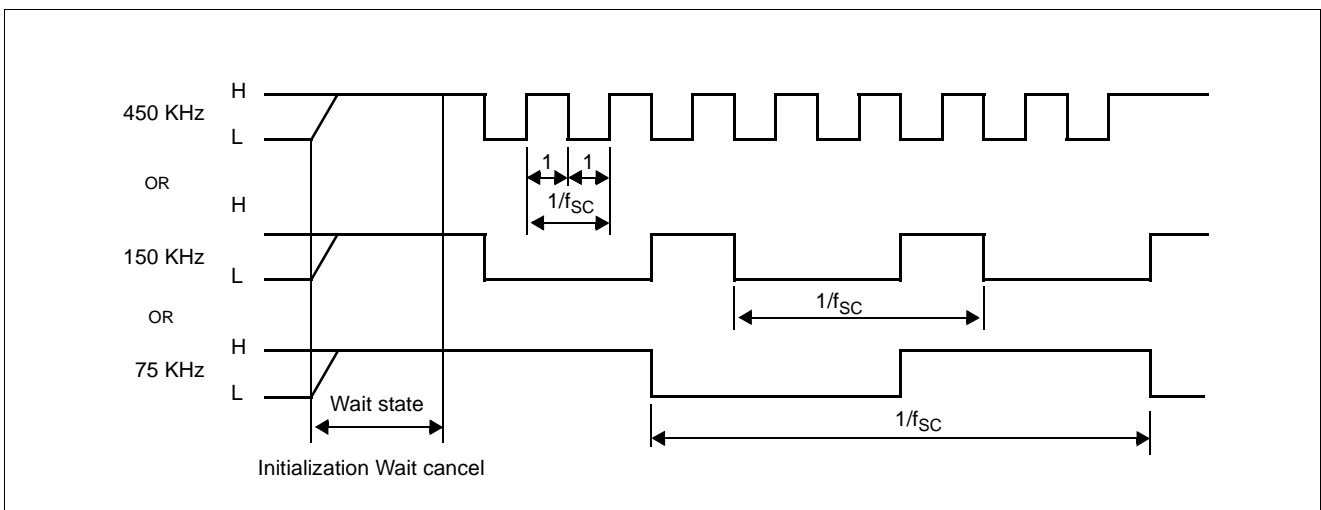 H
450 KHz
L
1 1
OR
1/fSC
H
150 KHz
L
1/fSC
OR
H
75 KHz
L
Wait state
1/fSC
Initialization Wait cancel